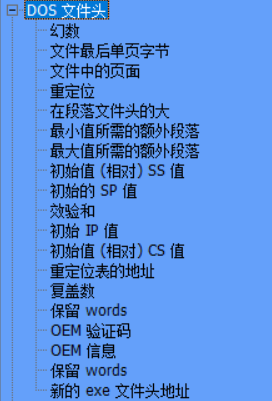 DOS 文件头
幻数
文件最后单页字节
文件中的页面
重定位
在段落文件头的大
最小值所需的额外段落
最大值所需的额外段落
初始值 (相对) SS 值
初始的 SP 值
效验和
初始 IP 值
初始值 (相对) CS 值
重定位表的地址
复盖数
保留 words
OEM 验证码
OEM 信息
保留 words
新的 exe 文件头地址